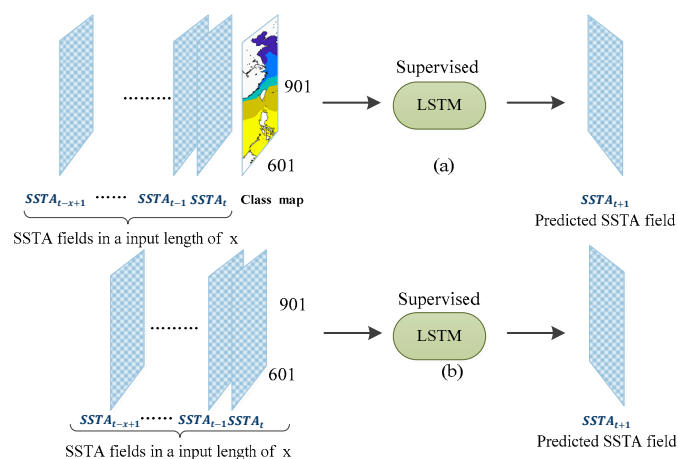 Supervised
LSTM
901
601
(a)
SSTA_{t-x+1} ...... SSTA_{t-1} SSTA_t Class map
SSTA_{t+1}
Predicted SSTA field
SSTA fields in a input length of x
901
601
Supervised
LSTM
(b)
SSTA_{t-x+1} ...... SSTA_{t-1} SSTA_t
SSTA_{t+1}
Predicted SSTA field
SSTA fields in a input length of x